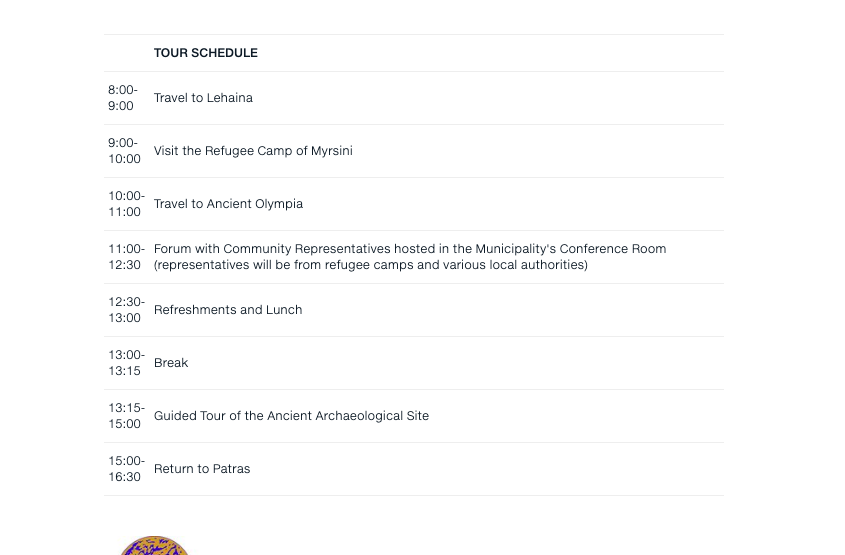 TOUR SCHEDULE
8:00-
9:00
Travel to Lehaina
9:00-
10:00
Visit the Refugee Camp of Myrsini
10:00-
11:00
Travel to Ancient Olympia
11:00-
12:30
Forum with Community Representatives hosted in the Municipality's Conference Room
(representatives will be from refugee camps and various local authorities)
12:30-
13:00
Refreshments and Lunch
13:00-
13:15
Break
13:15-
15:00
Guided Tour of the Ancient Archaeological Site
15:00-
16:30
Return to Patras